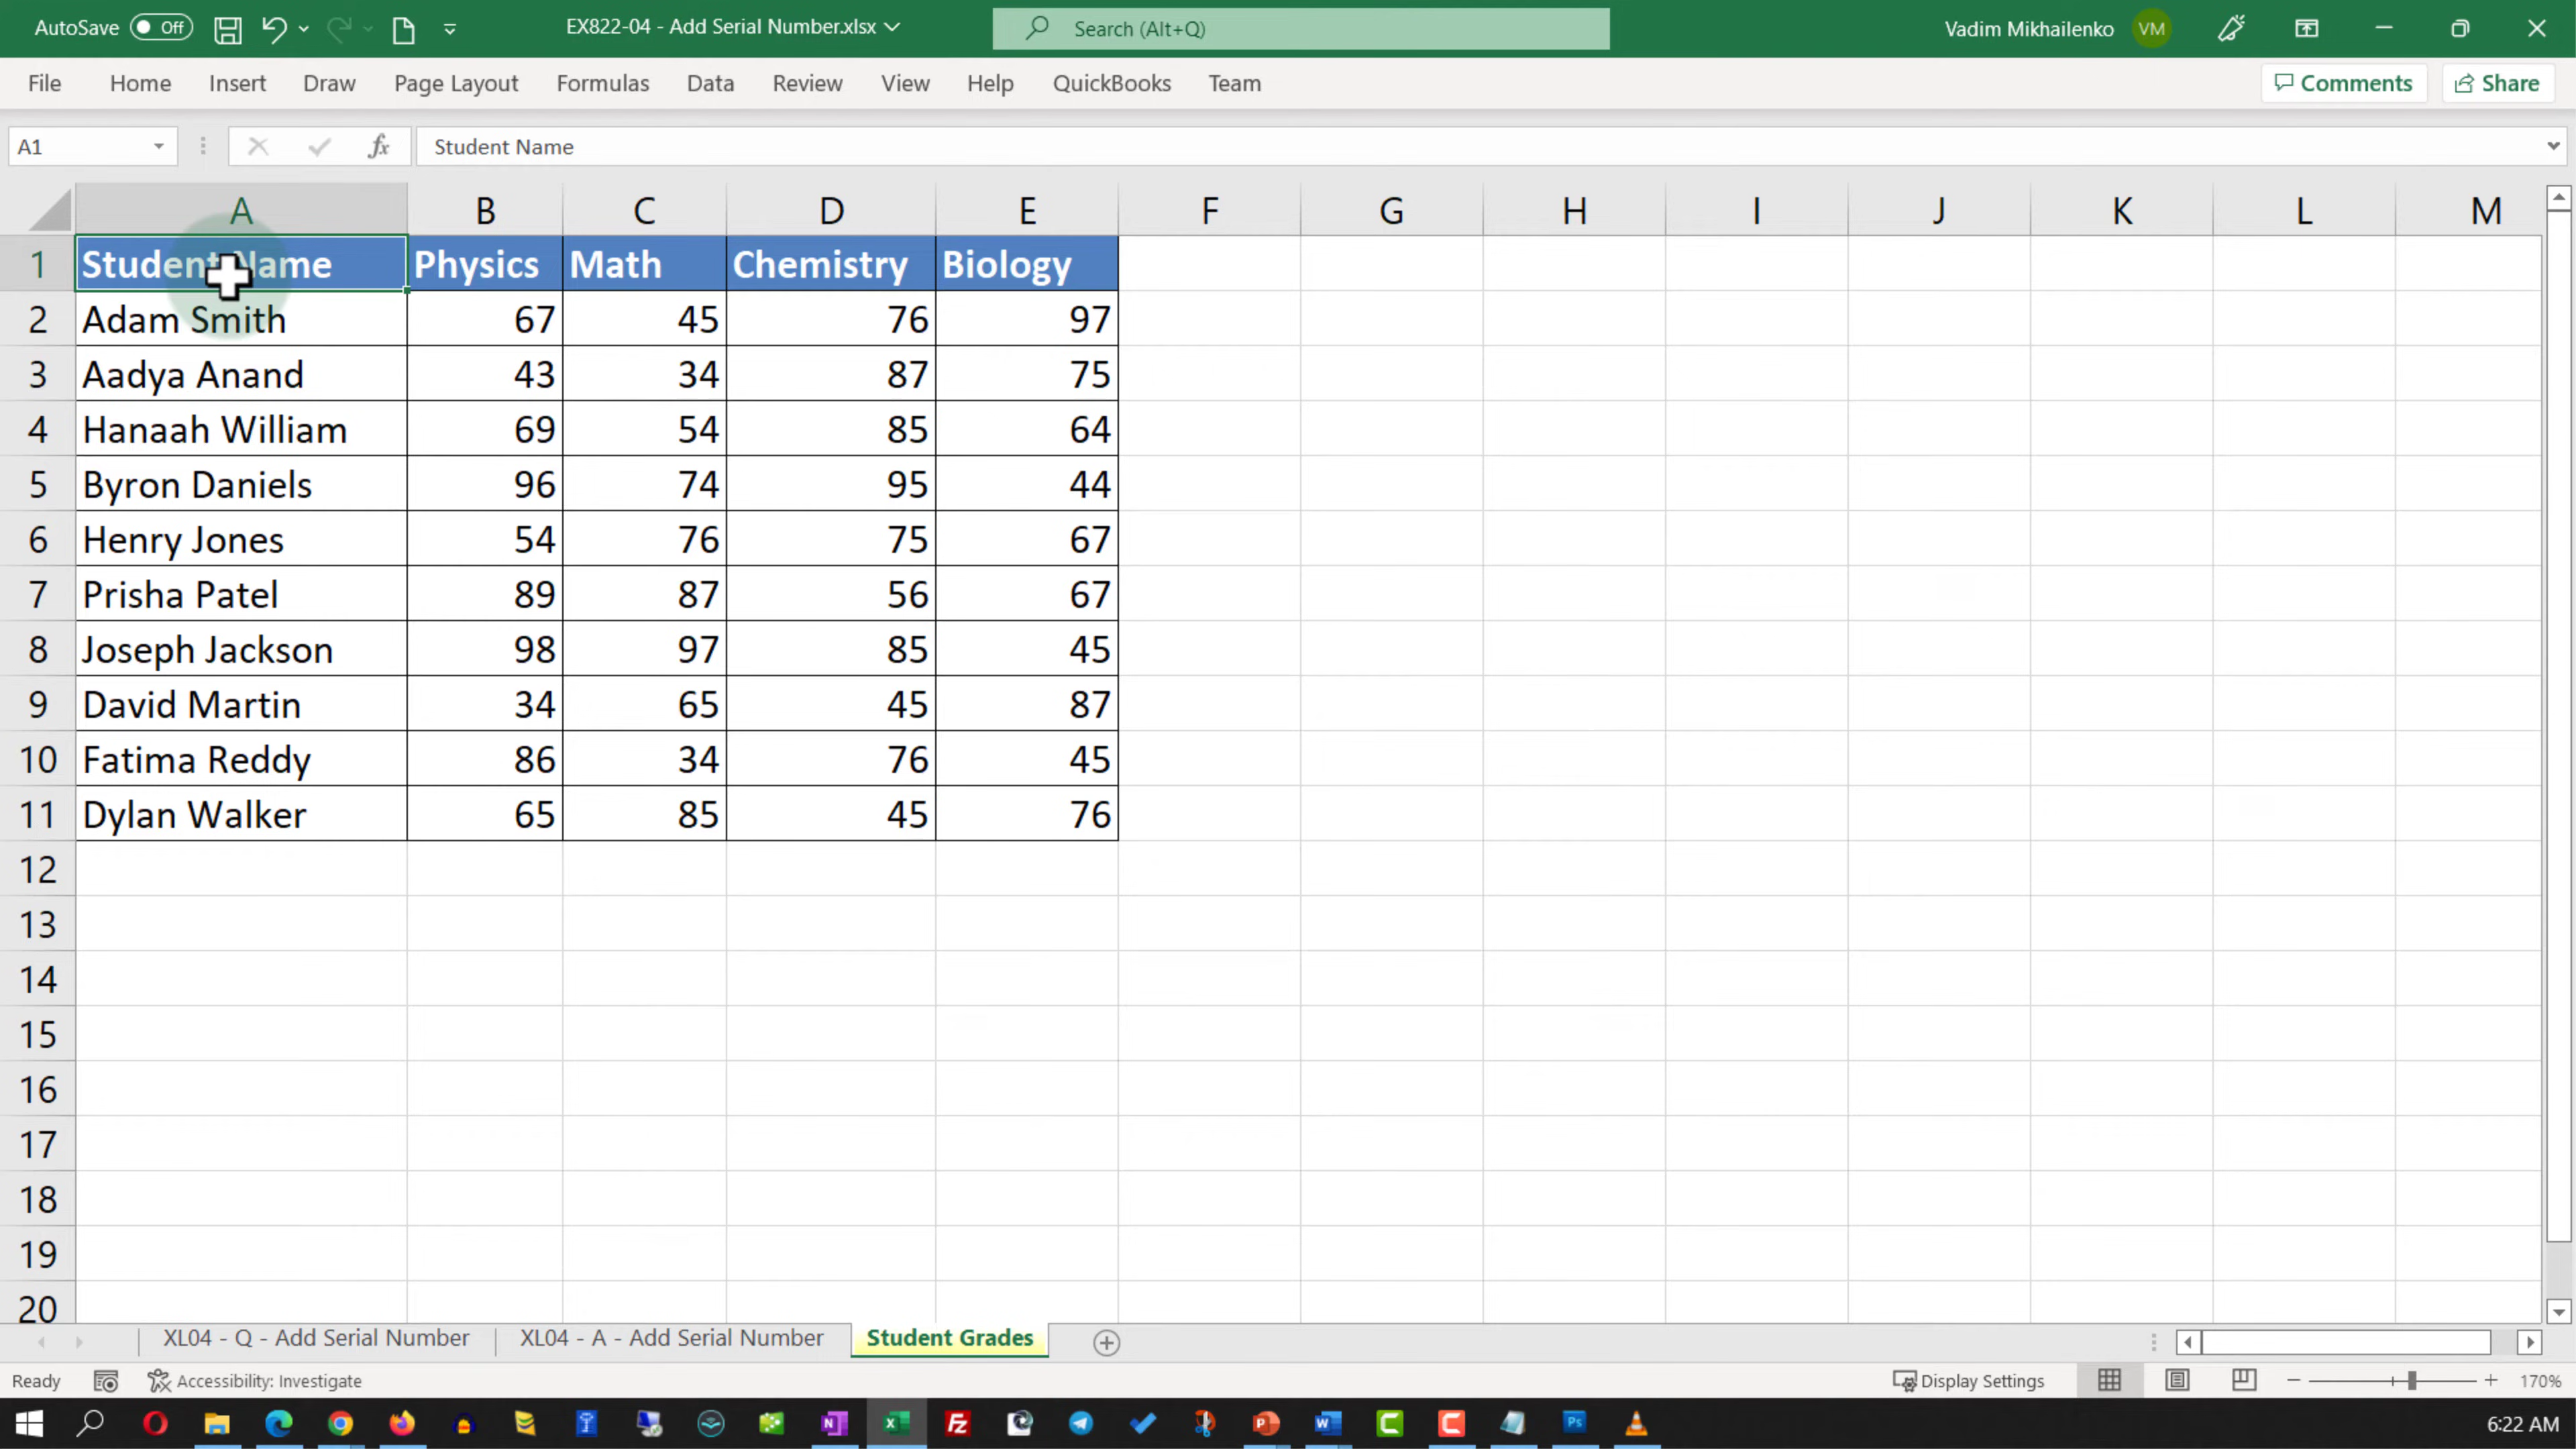 AutoSave Off EX822-04 - Add Serial Number.xlsx Search (Alt+Q) Vadim Mikhailenko VM
File Home Insert Draw Page Layout Formulas Data Review View Help QuickBooks Team Comments Share
A1 fx Student Name
A B C D E F G H I J K L M
1 Student Name Physics Math Chemistry Biology
2 Adam Smith 67 45 76 97
3 Aadya Anand 43 34 87 75
4 Hanaah William 69 54 85 64
5 Byron Daniels 96 74 95 44
6 Henry Jones 54 76 75 67
7 Prisha Patel 89 87 56 67
8 Joseph Jackson 98 97 85 45
9 David Martin 34 65 45 87
10 Fatima Reddy 86 34 76 45
11 Dylan Walker 65 85 45 76
12
13
14
15
16
17
18
19
20
XL04 - Q - Add Serial Number XL04 - A - Add Serial Number Student Grades
Ready Accessibility: Investigate Display Settings 170%
6:22 AM